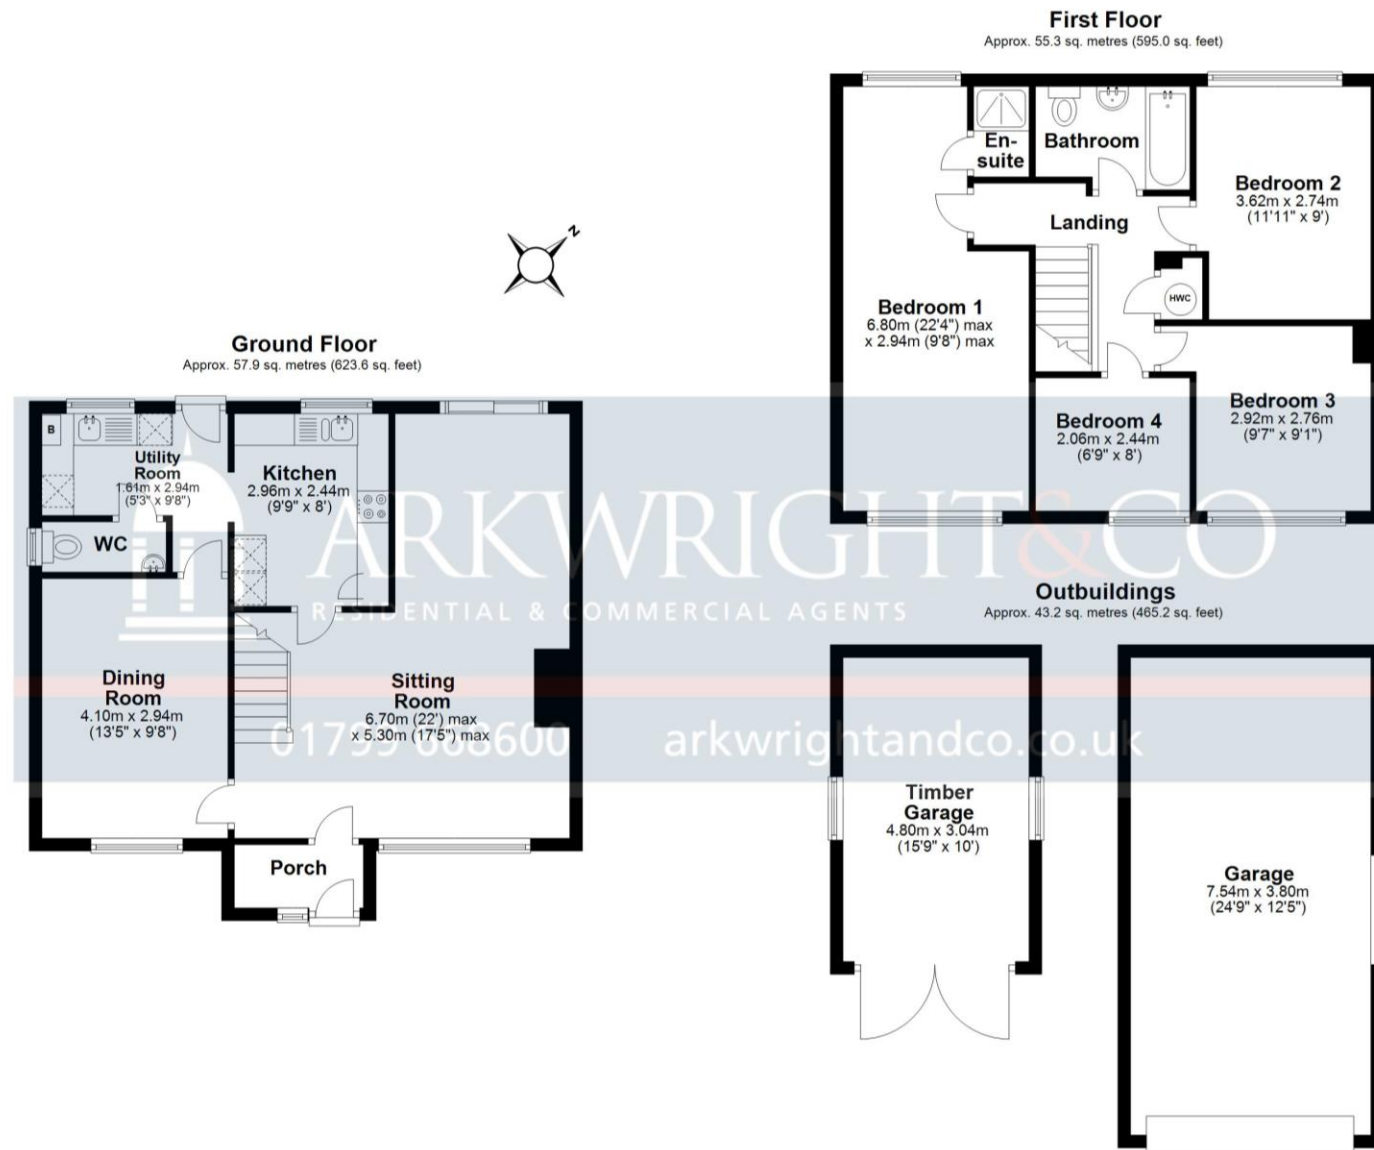 First Floor
Approx. 55.3 sq. metres (595.0 sq. feet)
En-
suite
Bathroom
Bedroom 2
3.62m x 2.74m
(11'11" x 9')
Landing
HWC
Bedroom 1
6.80m (22'4") max
x 2.94m (9'8") max
Bedroom 4
2.06m x 2.44m
(6'9" x 8')
Bedroom 3
2.92m x 2.76m
(9'7" x 9'1")
N
Ground Floor
Approx. 57.9 sq. metres (623.6 sq. feet)
B
Utility
Room
1.61m x 2.94m
(5'3" x 9'8")
Kitchen
2.96m x 2.44m
(9'9" x 8')
WC
Dining
Room
4.10m x 2.94m
(13'5" x 9'8")
Sitting
Room
6.70m (22') max
x 5.30m (17'5") max
Porch
ARKWRIGHT&CO
RESIDENTIAL & COMMERCIAL AGENTS
01799 668600
arkwrightandco.co.uk
Outbuildings
Approx. 43.2 sq. metres (465.2 sq. feet)
Timber
Garage
4.80m x 3.04m
(15'9" x 10')
Garage
7.54m x 3.80m
(24'9" x 12'5")